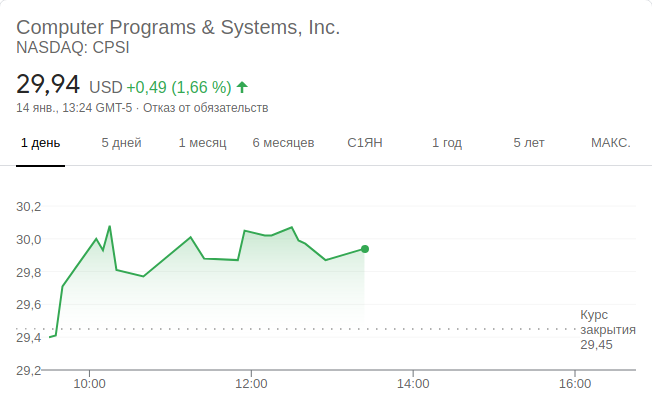 Computer Programs & Systems, Inc.
NASDAQ: CPSI
29,94 USD +0,49 (1,66 %)
14 янв., 13:24 GMT-5 · Отказ от обязательств
1 день 5 дней 1 месяц 6 месяцев С1ЯН 1 год 5 лет МАКС.
30,2
30,0
29,8
29,6
29,4
29,2
Курс
закрытия
29,45
10:00 12:00 14:00 16:00